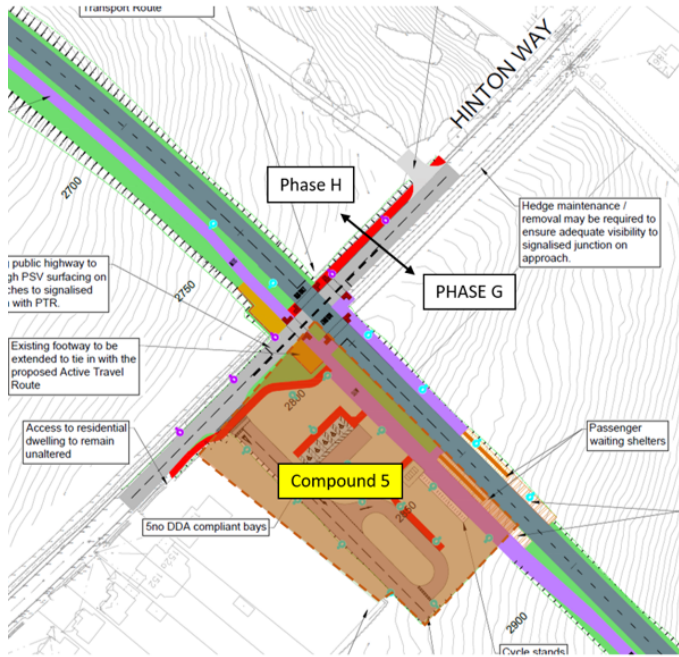 Transport Route
HINTON WAY
Phase H
2700
Hedge maintenance /
removal may be required to
ensure adequate visibility to
signalised junction on
approach.
public highway to
gh PSV surfacing on
ches to signalised
with PTR.
2750
PHASE G
Existing footway to be
extended to tie in with the
proposed Active Travel
Route
2800
Access to residential
dwelling to remain
unaltered
Passenger
waiting shelters
Compound 5
2850
5no DDA compliant bays
2900
Cycle stands